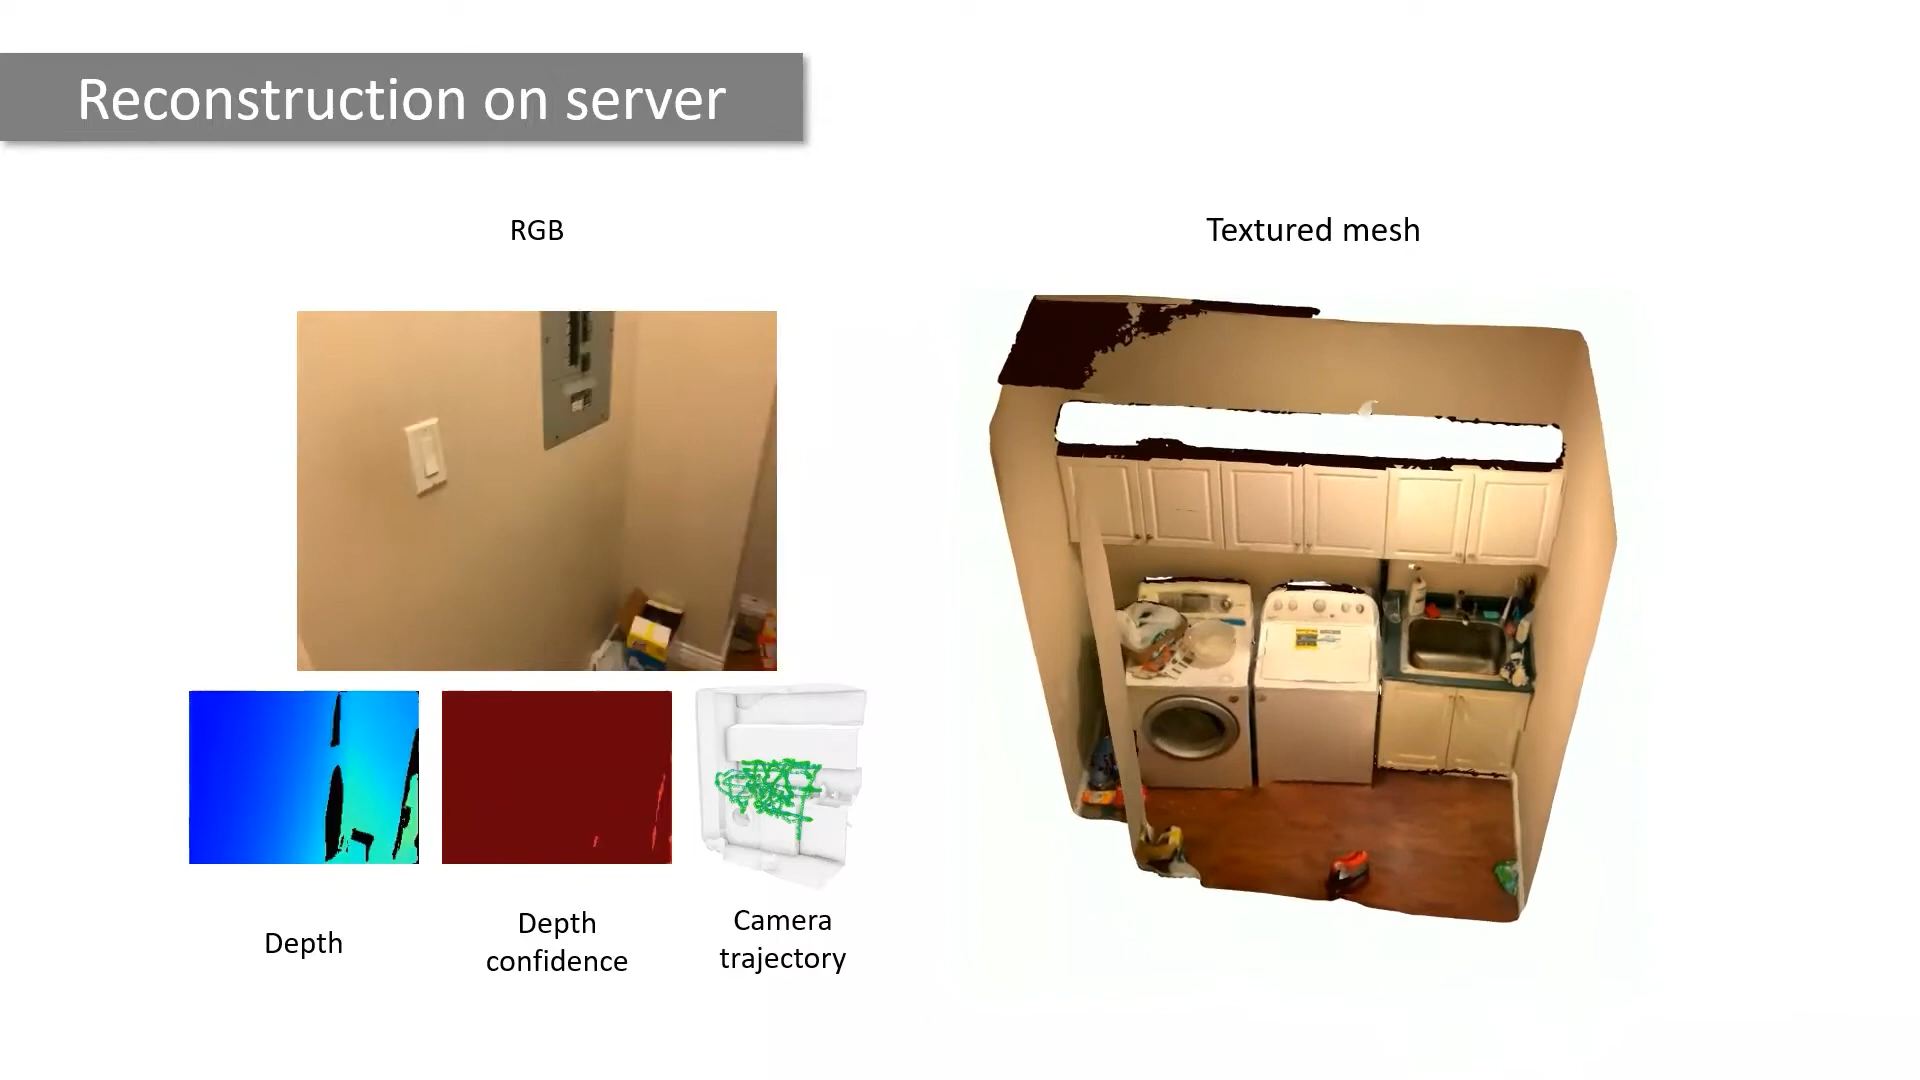 Reconstruction on server
RGB
Textured mesh
Depth
Depth
confidence
Camera
trajectory